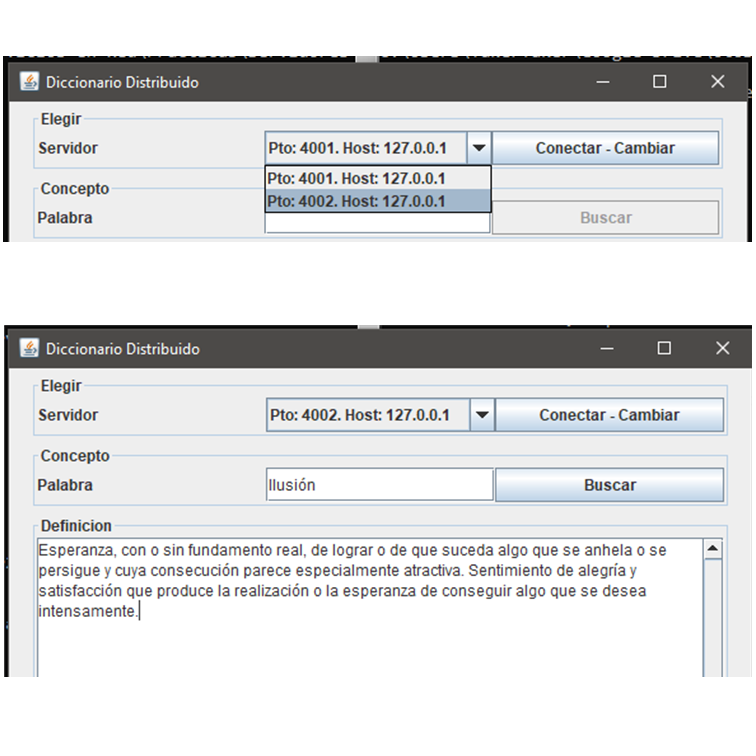 Diccionario Distribuido
Elegir
Servidor
Pto: 4001. Host: 127.0.0.1
Conectar - Cambiar
Pto: 4001. Host: 127.0.0.1
Pto: 4002. Host: 127.0.0.1
Concepto
Palabra
Buscar
Diccionario Distribuido
Elegir
Servidor
Pto: 4002. Host: 127.0.0.1
Conectar - Cambiar
Concepto
Palabra
Ilusión
Buscar
Definicion
Esperanza, con o sin fundamento real, de lograr o de que suceda algo que se anhela o se
persigue y cuya consecución parece especialmente atractiva. Sentimiento de alegría y
satisfacción que produce la realización o la esperanza de conseguir algo que se desea
intensamente.